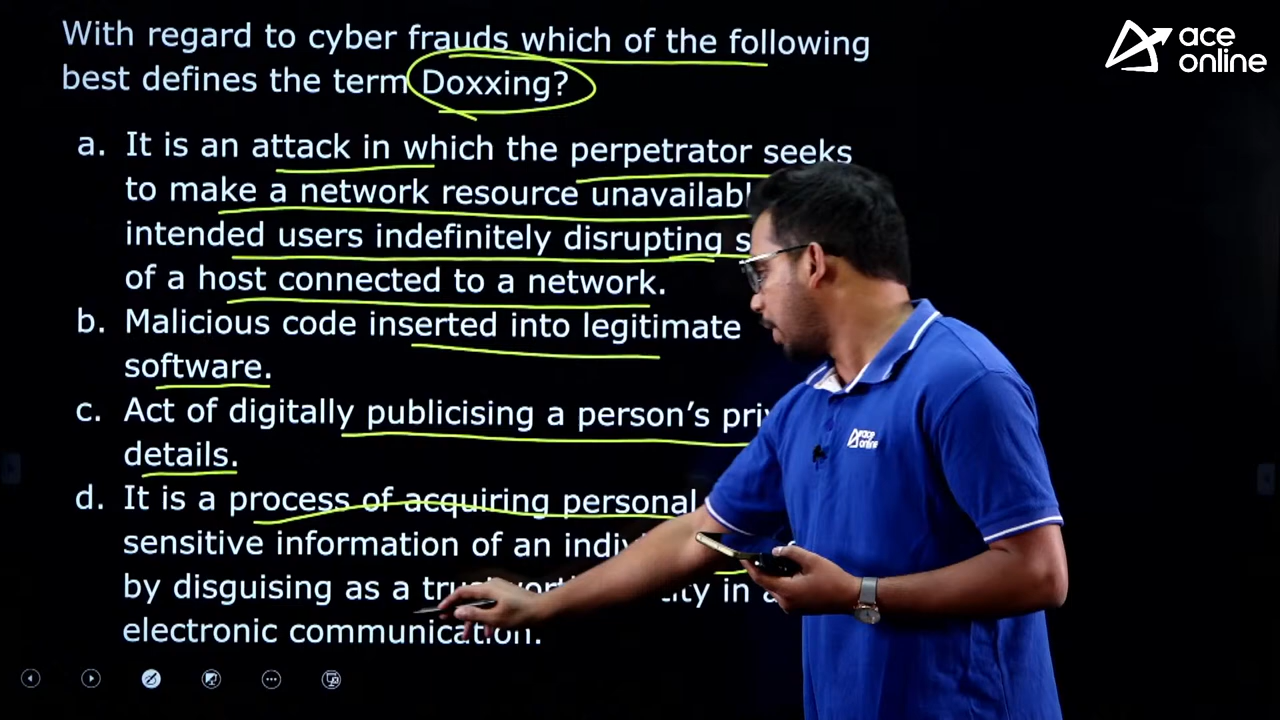 With regard to cyber frauds which of the following
best defines the term Doxxing?
a. It is an attack in which the perpetrator seeks
to make a network resource
intended users indefinitely disrupting
of a host connected to a network.
b. Malicious code inserted into legitimate
software.
c. Act of digitally publicising a person's
details.
d. It is a process of acquiring personal
sensitive information of an
by disguising as a in
electronic communication.
ace
online
ace
online